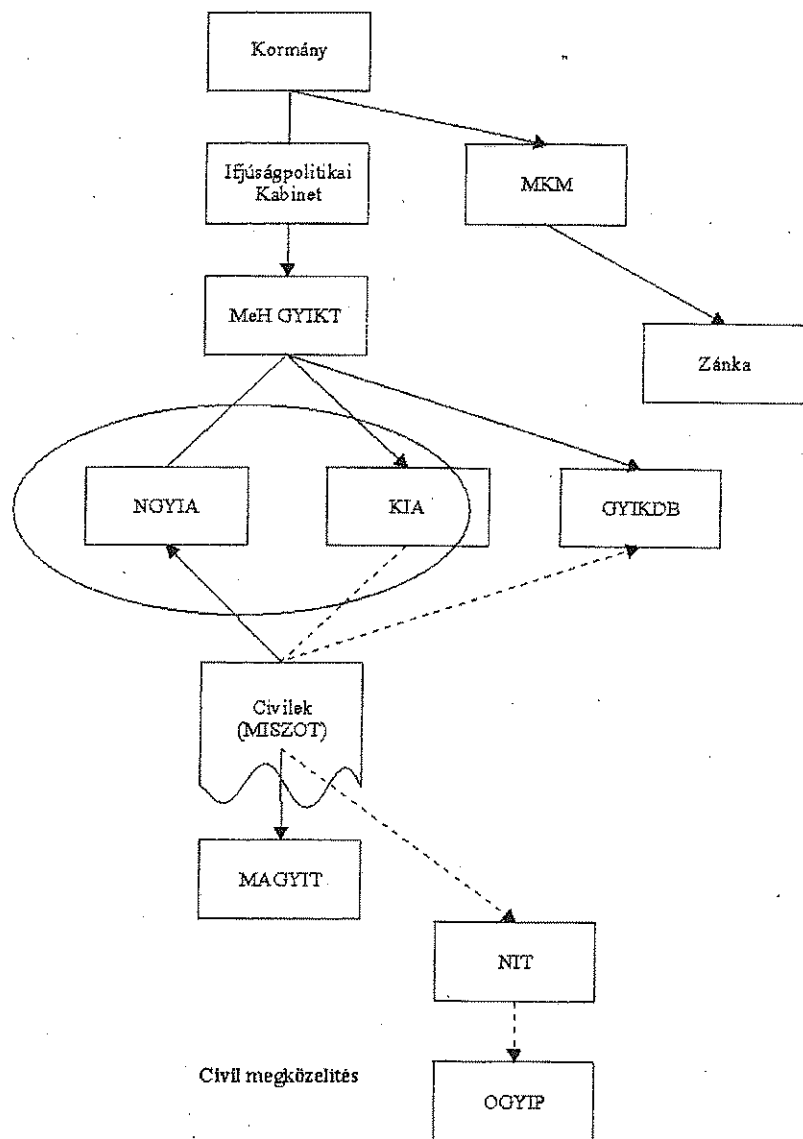 Kormány
Ifjúságpolitikai
Kabinet
MKM
MeH GYIKT
Zánka
NGYIA
KIA
GYIKDB
Civilek
(MISZOT)
MAGYIT
NIT
Civil megközelítés
OGYIP